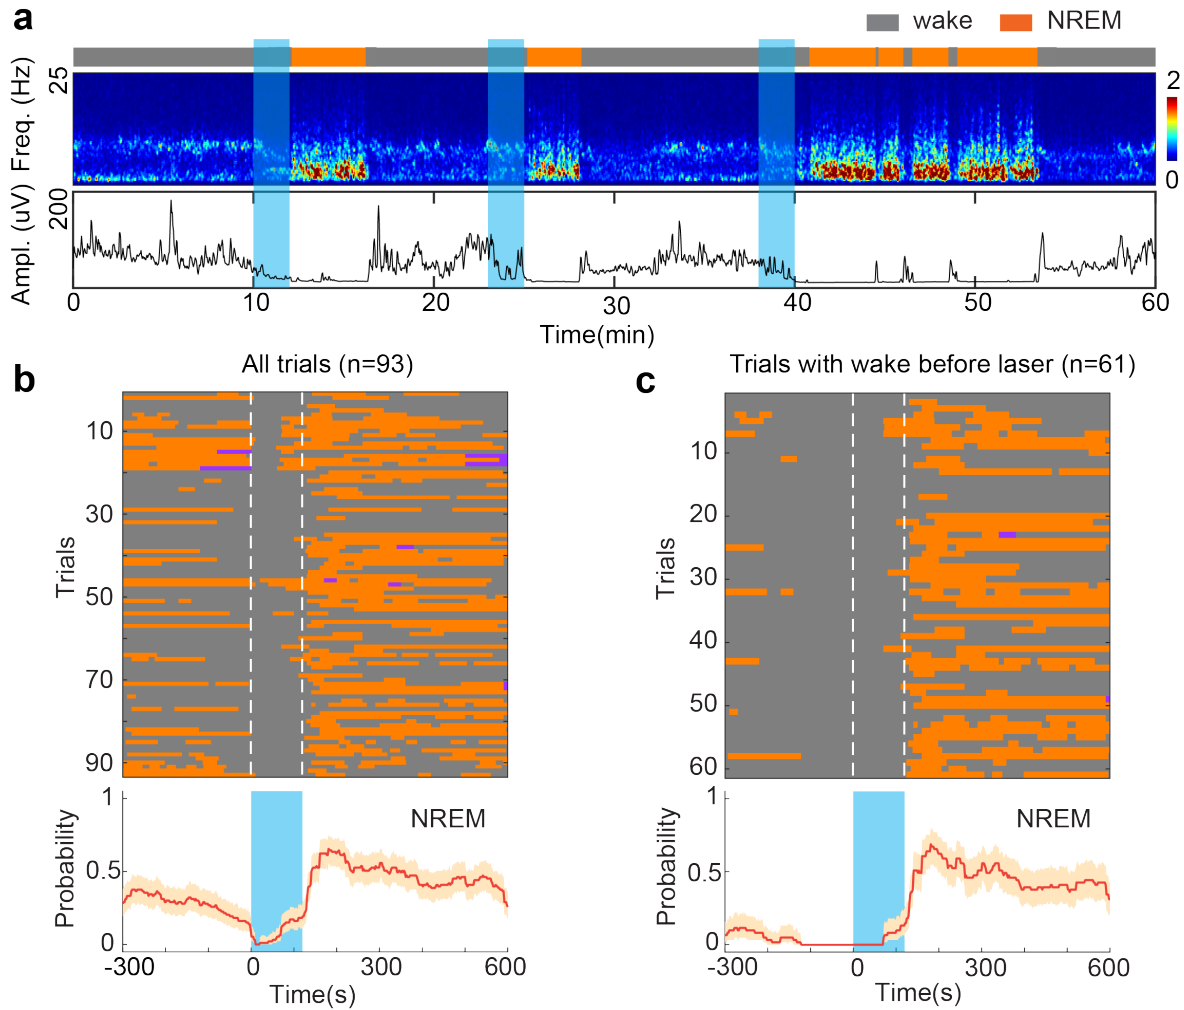 a
wake NREM
Freq. (Hz)
25
2
0
Ampl. (uV)
200
0 10 20 30 40 50 60
Time(min)
b
All trials (n=93)
Trials
10
30
50
70
90
Probability
1
0.5
0
NREM
-300 0 300 600
Time(s)
c
Trials with wake before laser (n=61)
Trials
10
20
30
40
50
60
Probability
1
0.5
0
NREM
-300 0 300 600
Time(s)